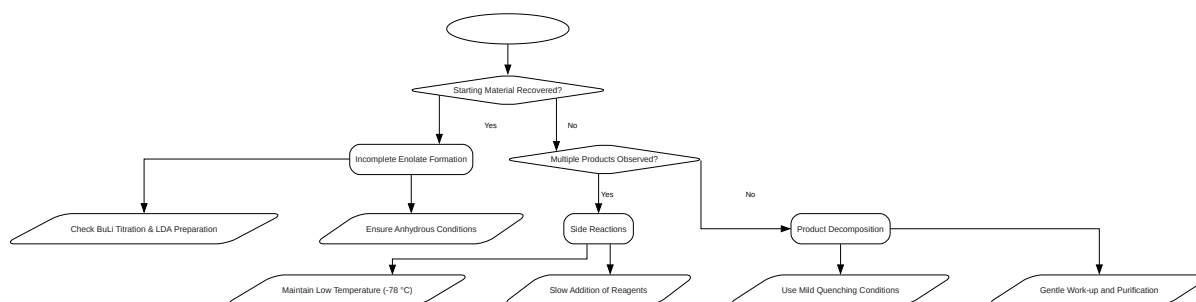 Starting Material Recovered?
Yes
No
Incomplete Enolate Formation
Multiple Products Observed?
Yes
No
Check BuLi Titration & LDA Preparation
Ensure Anhydrous Conditions
Side Reactions
Product Decomposition
Maintain Low Temperature (-78 °C)
Slow Addition of Reagents
Use Mild Quenching Conditions
Gentle Work-up and Purification